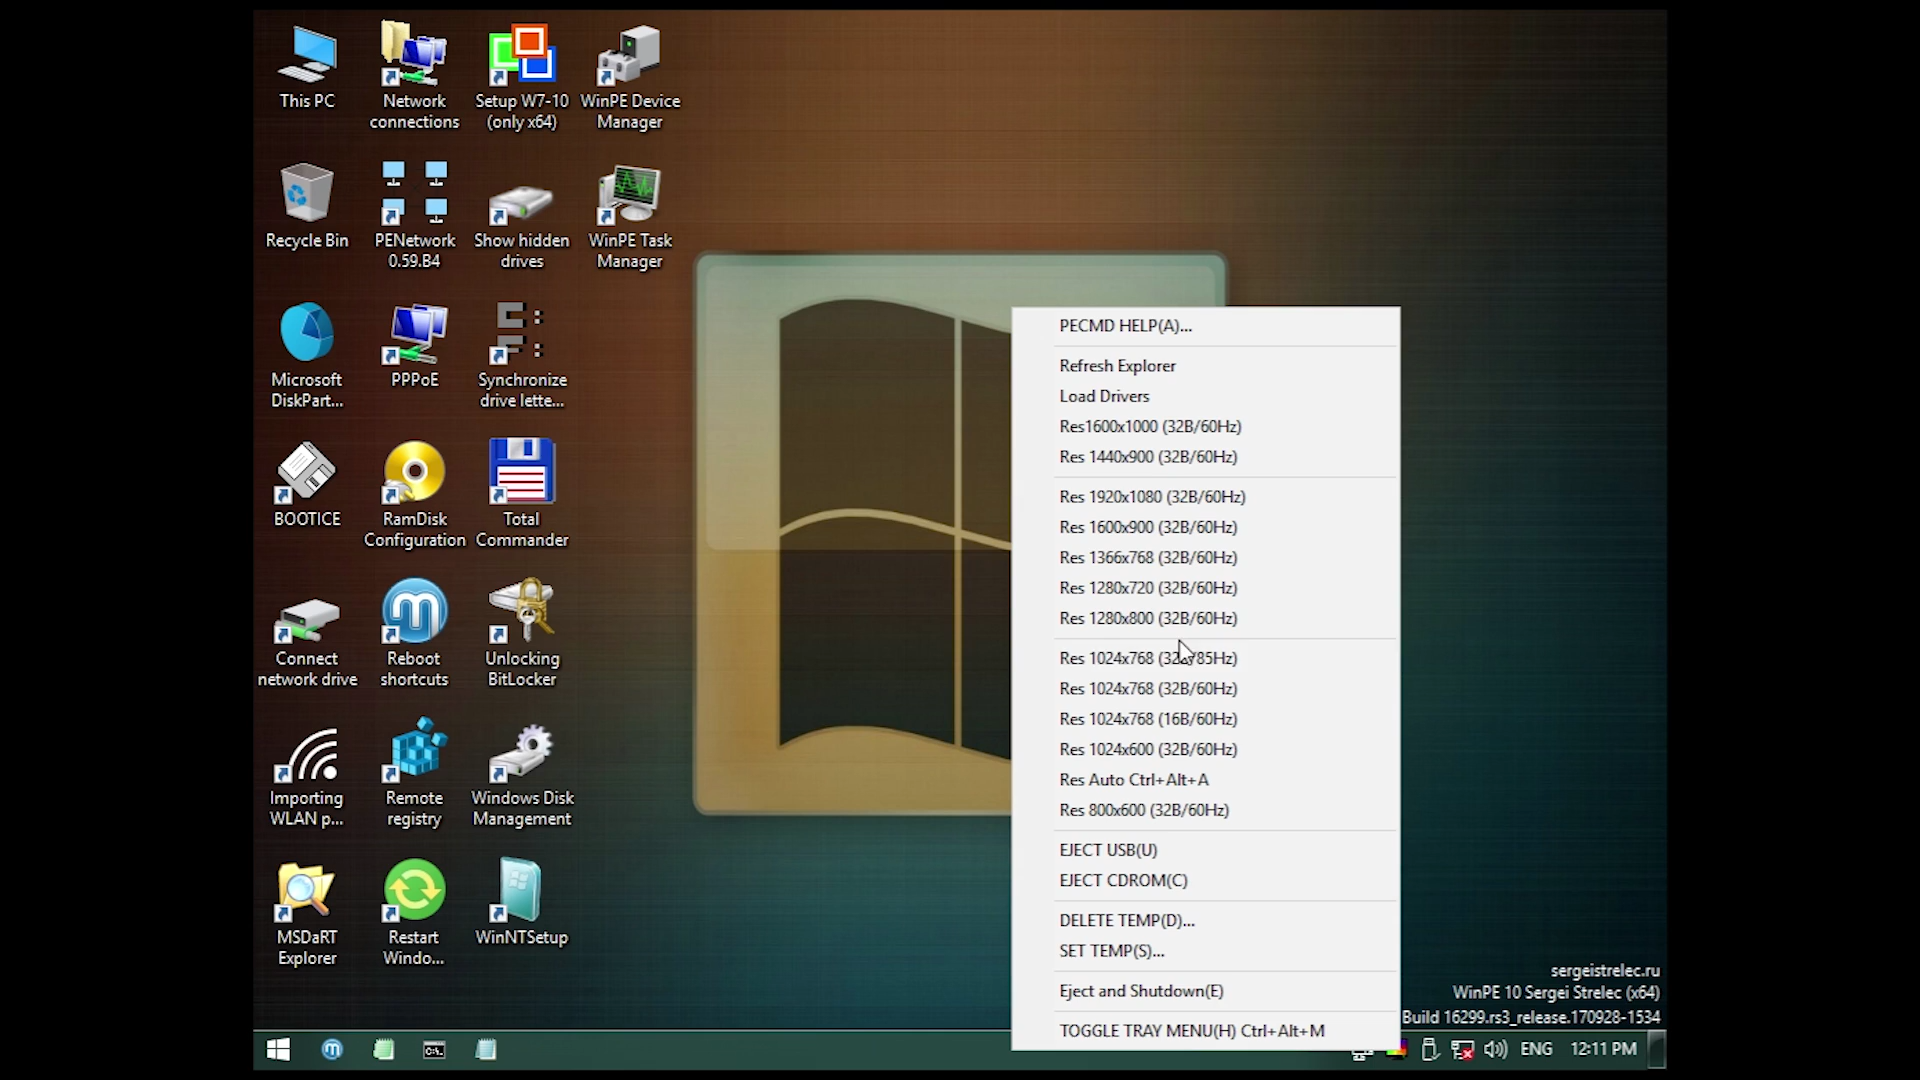 This PC
Network
connections
Setup W7-10
(only x64)
WinPE Device
Manager
Recycle Bin
PENetwork
0.59.B4
Show hidden
drives
WinPE Task
Manager
Microsoft
DiskPart...
PPPoE
Synchronize
drive lette...
BOOTICE
RamDisk
Configuration
Total
Commander
Connect
network drive
Reboot
shortcuts
Unlocking
BitLocker
Importing
WLAN p...
Remote
registry
Windows Disk
Management
MSDaRT
Explorer
Restart
Windo...
WinNTSetup
PECMD HELP(A)...
Refresh Explorer
Load Drivers
Res1600x1000 (32B/60Hz)
Res 1440x900 (32B/60Hz)
Res 1920x1080 (32B/60Hz)
Res 1600x900 (32B/60Hz)
Res 1366x768 (32B/60Hz)
Res 1280x720 (32B/60Hz)
Res 1280x800 (32B/60Hz)
Res 1024x768 (32B/85Hz)
Res 1024x768 (32B/60Hz)
Res 1024x768 (16B/60Hz)
Res 1024x600 (32B/60Hz)
Res Auto Ctrl+Alt+A
Res 800x600 (32B/60Hz)
EJECT USB(U)
EJECT CDROM(C)
DELETE TEMP(D)...
SET TEMP(S)...
Eject and Shutdown(E)
TOGGLE TRAY MENU(H) Ctrl+Alt+M
sergeistrelec.ru
WinPE 10 Sergei Strelec (x64)
Build 16299.rs3_release.170928-1534
ENG
12:11 PM